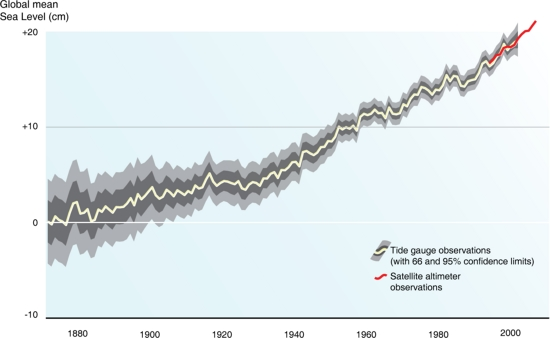 Global mean
Sea Level (cm)
+20
+10
0
-10
Tide gauge observations
(with 66 and 95% confidence limits)
Satellite altimeter
observations
1880 1900 1920 1940 1960 1980 2000